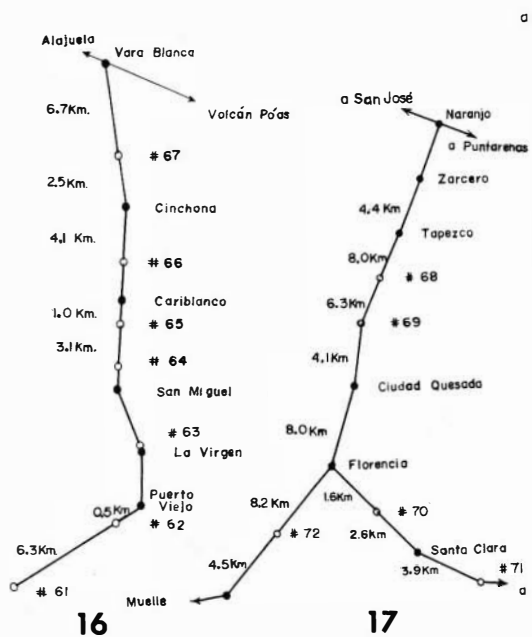 a
Alajuela
Vara Blanca
Volcán Poás
6.7Km.
# 67
2.5Km.
Cinchona
4.1 Km.
# 66
Cariblanco
1.0 Km.
# 65
3.1Km.
# 64
San Miguel
# 63
La Virgen
Puerto
Viejo
0.5 Km
# 62
6.3Km.
# 61
16
a San José
Naranjo
a Puntarenas
Zarcero
4.4 Km
Tapezco
8.0Km
# 68
6.3Km
# 69
4.1Km
Ciudad Quesada
8.0Km
Florencia
1.6Km
# 70
8.2Km
2.6Km
# 72
Santa Clara
4.5Km
3.9Km
# 71
Muelle
a
17